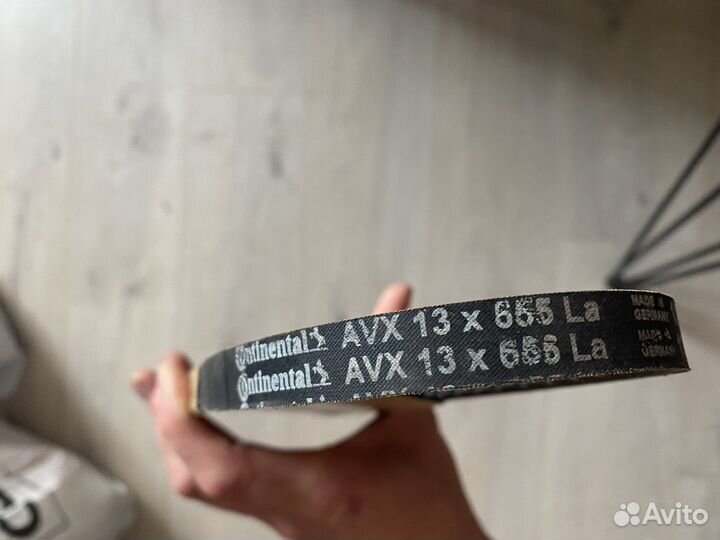 Continental AVX 13 x 655 La MADE IN GERMANY
Continental AVX 13 x 655 La MADE IN GERMANY
Avito